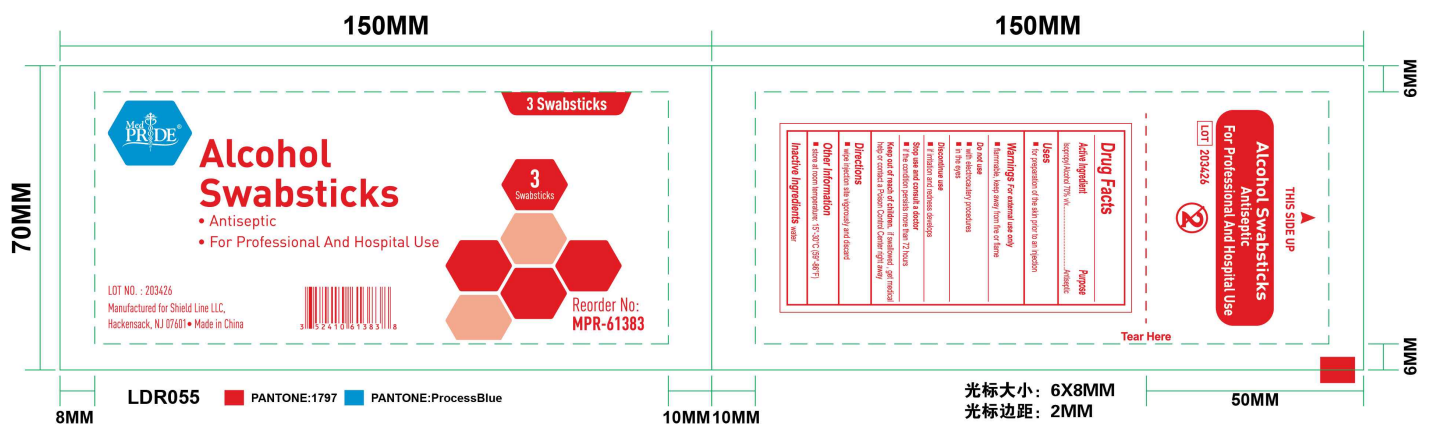 150MM
150MM
70MM
6MM
6MM
3 Swabsticks
Med
PRIDE®
Alcohol
Swabsticks
• Antiseptic
• For Professional And Hospital Use
3
Swabsticks
LOT NO. : 203426
Manufactured for Shield Line LLC,
Hackensack, NJ 07601• Made in China
3 52410 61383 8
Reorder No:
MPR-61383
Drug Facts
Active Ingredient Purpose
Isopropyl Alcohol 70% v/v..............................Antiseptic
Uses
■ for preparation of the skin prior to an injection
Warnings For external use only
■ flammable, keep away from fire or flame
Do not use
■ with electrocautery procedures
■ in the eyes
Discontinue use
■ if irritation and redness develops
Stop use and consult a doctor
■ if the condition persists more than 72 hours
Keep out of reach of children. if swallowed , get medical
help or contact a Poison Control Center right away
Directions
■ wipe injection site vigorously and discard
Other Information
■ store at room temperature: 15°-30°C (59°-86°F)
Inactive Ingredients water
THIS SIDE UP
Alcohol Swabsticks
Antiseptic
For Professional And Hospital Use
LOT 203426
2
Tear Here
8MM
LDR055
PANTONE:1797
PANTONE:ProcessBlue
10MM
10MM
光标大小：6X8MM
光标边距：2MM
50MM